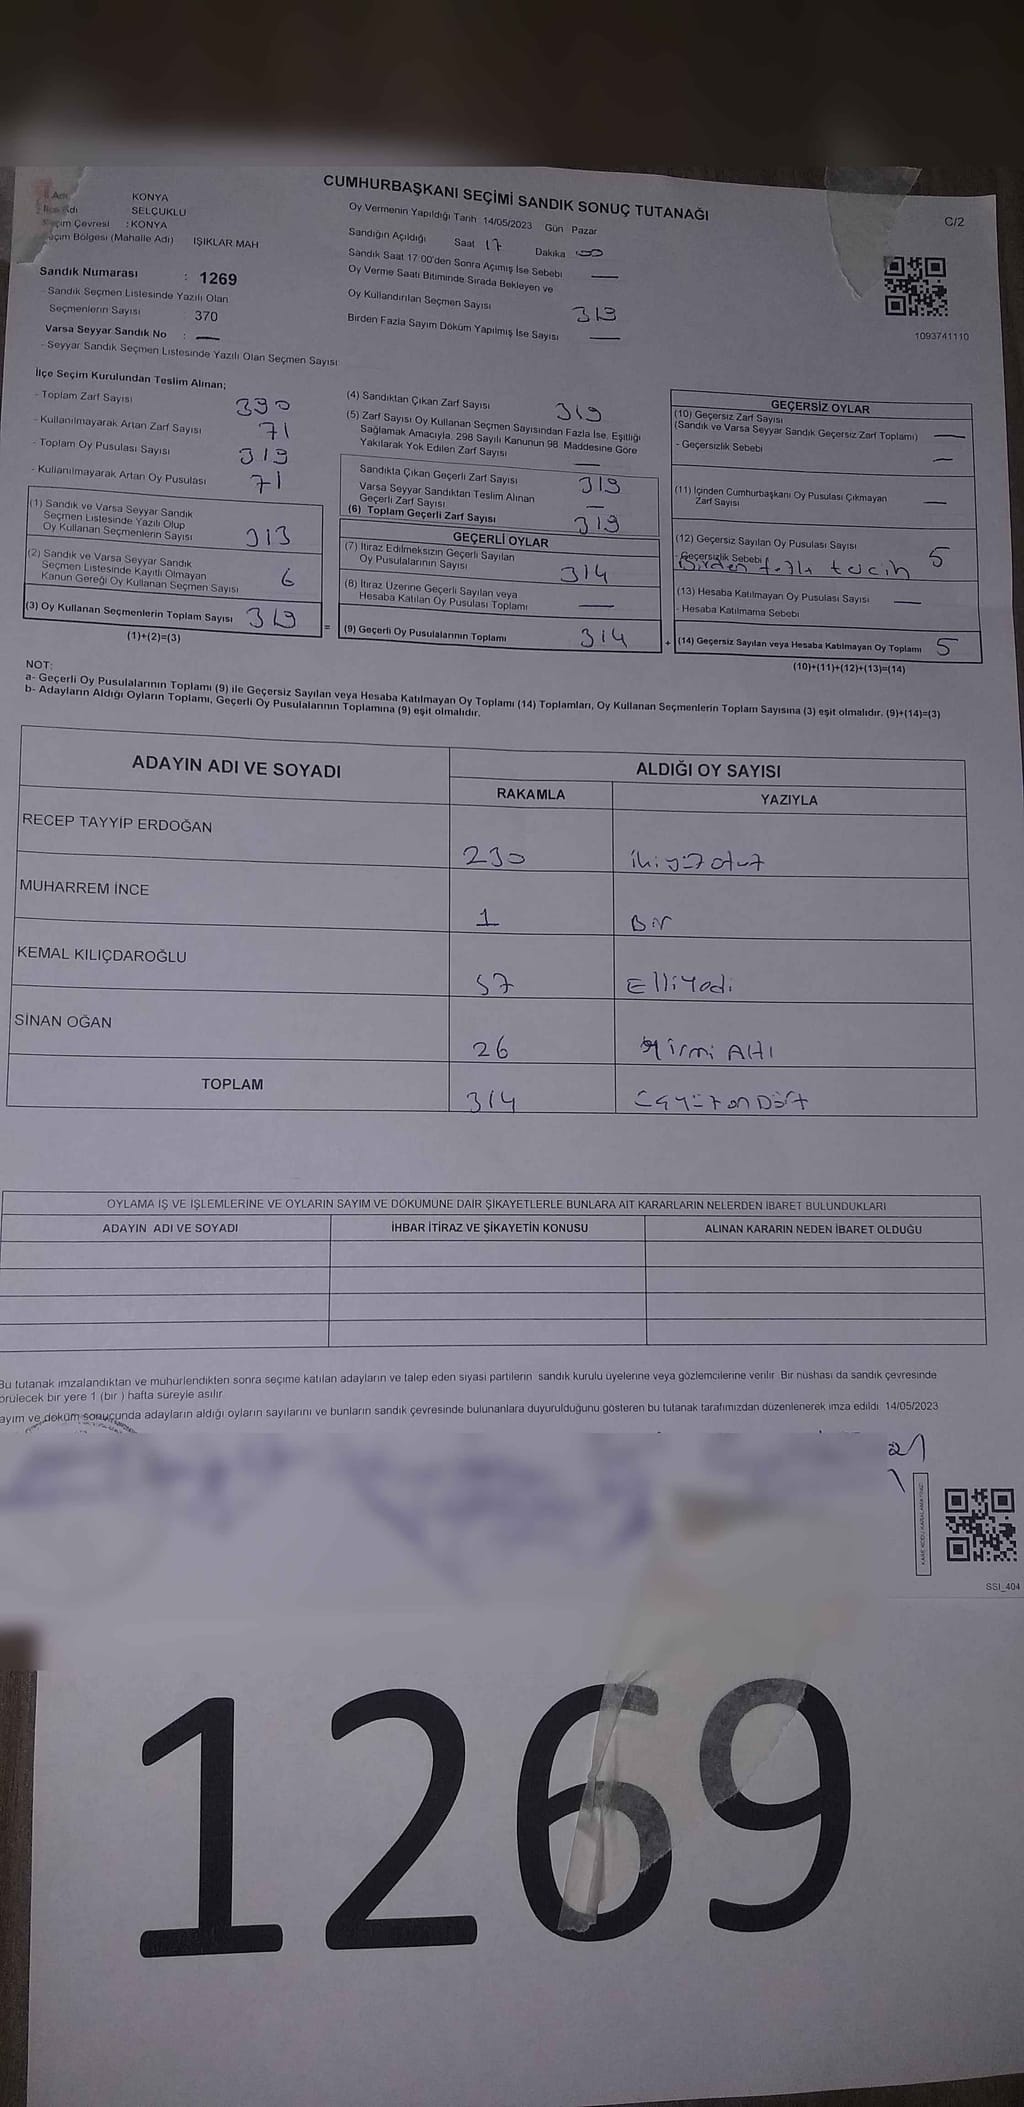 CUMHURBAŞKANI SEÇİMİ SANDIK SONUÇ TUTANAĞI
C/2
İl Adı KONYA
İlçe Adı SELÇUKLU
Seçim Çevresi : KONYA
Seçim Bölgesi (Mahalle Adı) IŞIKLAR MAH
Sandık Numarası : 1269
- Sandık Seçmen Listesinde Yazılı Olan
Seçmenlerin Sayısı 370
Varsa Seyyar Sandık No : —
- Seyyar Sandık Seçmen Listesinde Yazılı Olan Seçmen Sayısı
Oy Vermenin Yapıldığı Tarih 14/05/2023 Gün Pazar
Sandığın Açıldığı Saat 17 Dakika 00
Sandık Saat 17:00'den Sonra Açımış İse Sebebi —
Oy Verme Saati Bitiminde Sırada Bekleyen ve
Oy Kullandırılan Seçmen Sayısı 313
Birden Fazla Sayım Döküm Yapılmış İse Sayısı —
1093741110
İlçe Seçim Kurulundan Teslim Alınan;
- Toplam Zarf Sayısı 390
- Kullanılmayarak Artan Zarf Sayısı 71
- Toplam Oy Pusulası Sayısı 319
- Kullanılmayarak Artan Oy Pusulası 71
(1) Sandık ve Varsa Seyyar Sandık
Seçmen Listesinde Yazılı Olup
Oy Kullanan Seçmenlerin Sayısı 313
(2) Sandık ve Varsa Seyyar Sandık
Seçmen Listesinde Kayıtlı Olmayan
Kanun Gereği Oy Kullanan Seçmen Sayısı 6
(3) Oy Kullanan Seçmenlerin Toplam Sayısı 319
(1)+(2)=(3)
=
(4) Sandıktan Çıkan Zarf Sayısı 319
(5) Zarf Sayısı Oy Kullanan Seçmen Sayısından Fazla İse, Eşitliği
Sağlamak Amacıyla, 298 Sayılı Kanunun 98. Maddesine Göre
Yakılarak Yok Edilen Zarf Sayısı —
Sandıkta Çıkan Geçerli Zarf Sayısı 319
Varsa Seyyar Sandıktan Teslim Alınan
Geçerli Zarf Sayısı —
(6) Toplam Geçerli Zarf Sayısı 319
GEÇERLİ OYLAR
(7) İtiraz Edilmeksizin Geçerli Sayılan
Oy Pusulalarının Sayısı 314
(8) İtiraz Üzerine Geçerli Sayılan veya
Hesaba Katılan Oy Pusulası Toplamı —
(9) Geçerli Oy Pusulalarının Toplamı 314
+
GEÇERSİZ OYLAR
(10) Geçersiz Zarf Sayısı
(Sandık ve Varsa Seyyar Sandık Geçersiz Zarf Toplamı) —
- Geçersizlik Sebebi —
(11) İçinden Cumhurbaşkanı Oy Pusulası Çıkmayan
Zarf Sayısı —
(12) Geçersiz Sayılan Oy Pusulası Sayısı 5
- Geçersizlik Sebebi
Birden fazla tercih
(13) Hesaba Katılmayan Oy Pusulası Sayısı —
- Hesaba Katılmama Sebebi
(14) Geçersiz Sayılan veya Hesaba Katılmayan Oy Toplamı 5
(10)+(11)+(12)+(13)=(14)
NOT:
a- Geçerli Oy Pusulalarının Toplamı (9) ile Geçersiz Sayılan veya Hesaba Katılmayan Oy Toplamı (14) Toplamları, Oy Kullanan Seçmenlerin Toplam Sayısına (3) eşit olmalıdır. (9)+(14)=(3)
b- Adayların Aldığı Oyların Toplamı, Geçerli Oy Pusulalarının Toplamına (9) eşit olmalıdır.
ADAYIN ADI VE SOYADI ALDIĞI OY SAYISI
RAKAMLA YAZIYLA
RECEP TAYYİP ERDOĞAN 230 ikiyüz otuz
MUHARREM İNCE 1 Bir
KEMAL KILIÇDAROĞLU 57 Elliyedi
SİNAN OĞAN 26 Yirmi Altı
TOPLAM 314 Üçyüz on Dört
OYLAMA İŞ VE İŞLEMLERİNE VE OYLARIN SAYIM VE DÖKÜMÜNE DAİR ŞİKAYETLERLE BUNLARA AİT KARARLARIN NELERDEN İBARET BULUNDUKLARI
ADAYIN ADI VE SOYADI İHBAR İTİRAZ VE ŞİKAYETİN KONUSU ALINAN KARARIN NEDEN İBARET OLDUĞU
Bu tutanak imzalandıktan ve mühürlendikten sonra seçime katılan adayların ve talep eden siyasi partilerin sandık kurulu üyelerine veya gözlemcilerine verilir. Bir nüshası da sandık çevresinde
örülecek bir yere 1 (bir ) hafta süreyle asılır.
ayım ve döküm sonuçunda adayların aldığı oyların sayılarını ve bunların sandık çevresinde bulunanlara duyurulduğunu gösteren bu tutanak tarafımızdan düzenlenerek imza edildi. 14/05/2023
SSI_404
1269